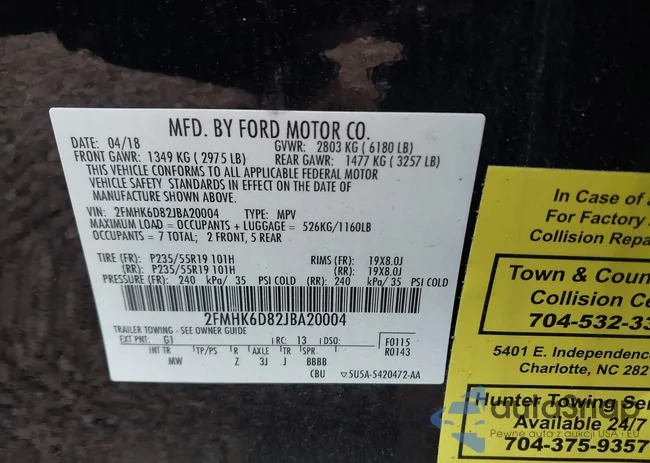 MFD. BY FORD MOTOR CO.
DATE: 04/18 GVWR: 2803 KG ( 6180 LB)
FRONT GAWR: 1349 KG ( 2975 LB) REAR GAWR: 1477 KG ( 3257 LB)
THIS VEHICLE CONFORMS TO ALL APPLICABLE FEDERAL MOTOR
VEHICLE SAFETY STANDARDS IN EFFECT ON THE DATE OF
MANUFACTURE SHOWN ABOVE.
VIN: 2FMHK6D82JBA20004 TYPE: MPV
MAXIMUM LOAD = OCCUPANTS + LUGGAGE = 526KG/1160LB
OCCUPANTS = 7 TOTAL; 2 FRONT, 5 REAR
TIRE (FR): P235/55R19 101H RIMS (FR): 19X8.0J
(RR): P235/55R19 101H (RR): 19X8.0J
PRESSURE (FR): 240 kPa/ 35 PSI COLD (RR): 240 kPa/ 35 PSI COLD
2FMHK6D82JBA20004
TRAILER TOWING - SEE OWNER GUIDE
EXT PNT: G1 RC: 13 DSO: F0115
R0143
INT TR TP/PS R AXLE TR SPR
MW Z 3J J BBBB
CBU 5U5A-5420472-AA
In Case of
For Factory
Collision Repa
Town & Coun
Collision Ce
704-532-33
5401 E. Independence
Charlotte, NC 282
Hunter Towing Ser
Available 24/7
704-375-9357
autoSnap
Pewne auta z aukcji USA i EU